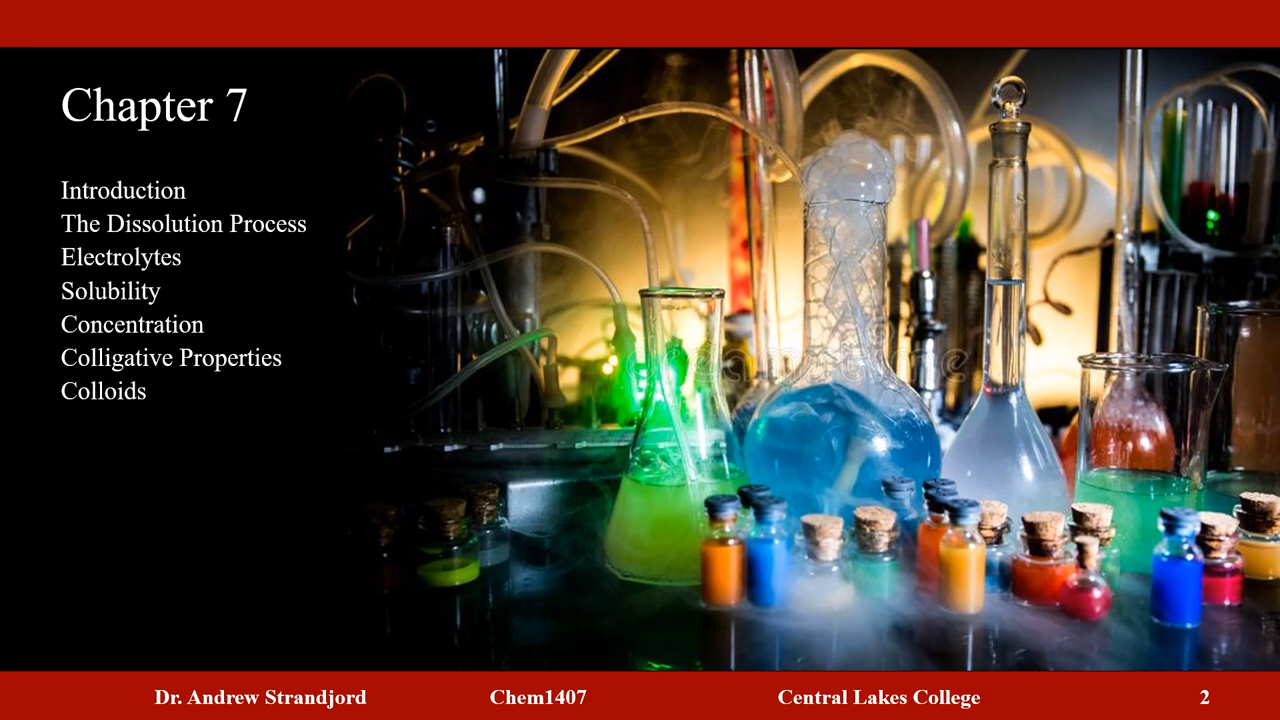 Chapter 7
Introduction
The Dissolution Process
Electrolytes
Solubility
Concentration
Colligative Properties
Colloids
Dr. Andrew Strandjord Chem1407 Central Lakes College 2